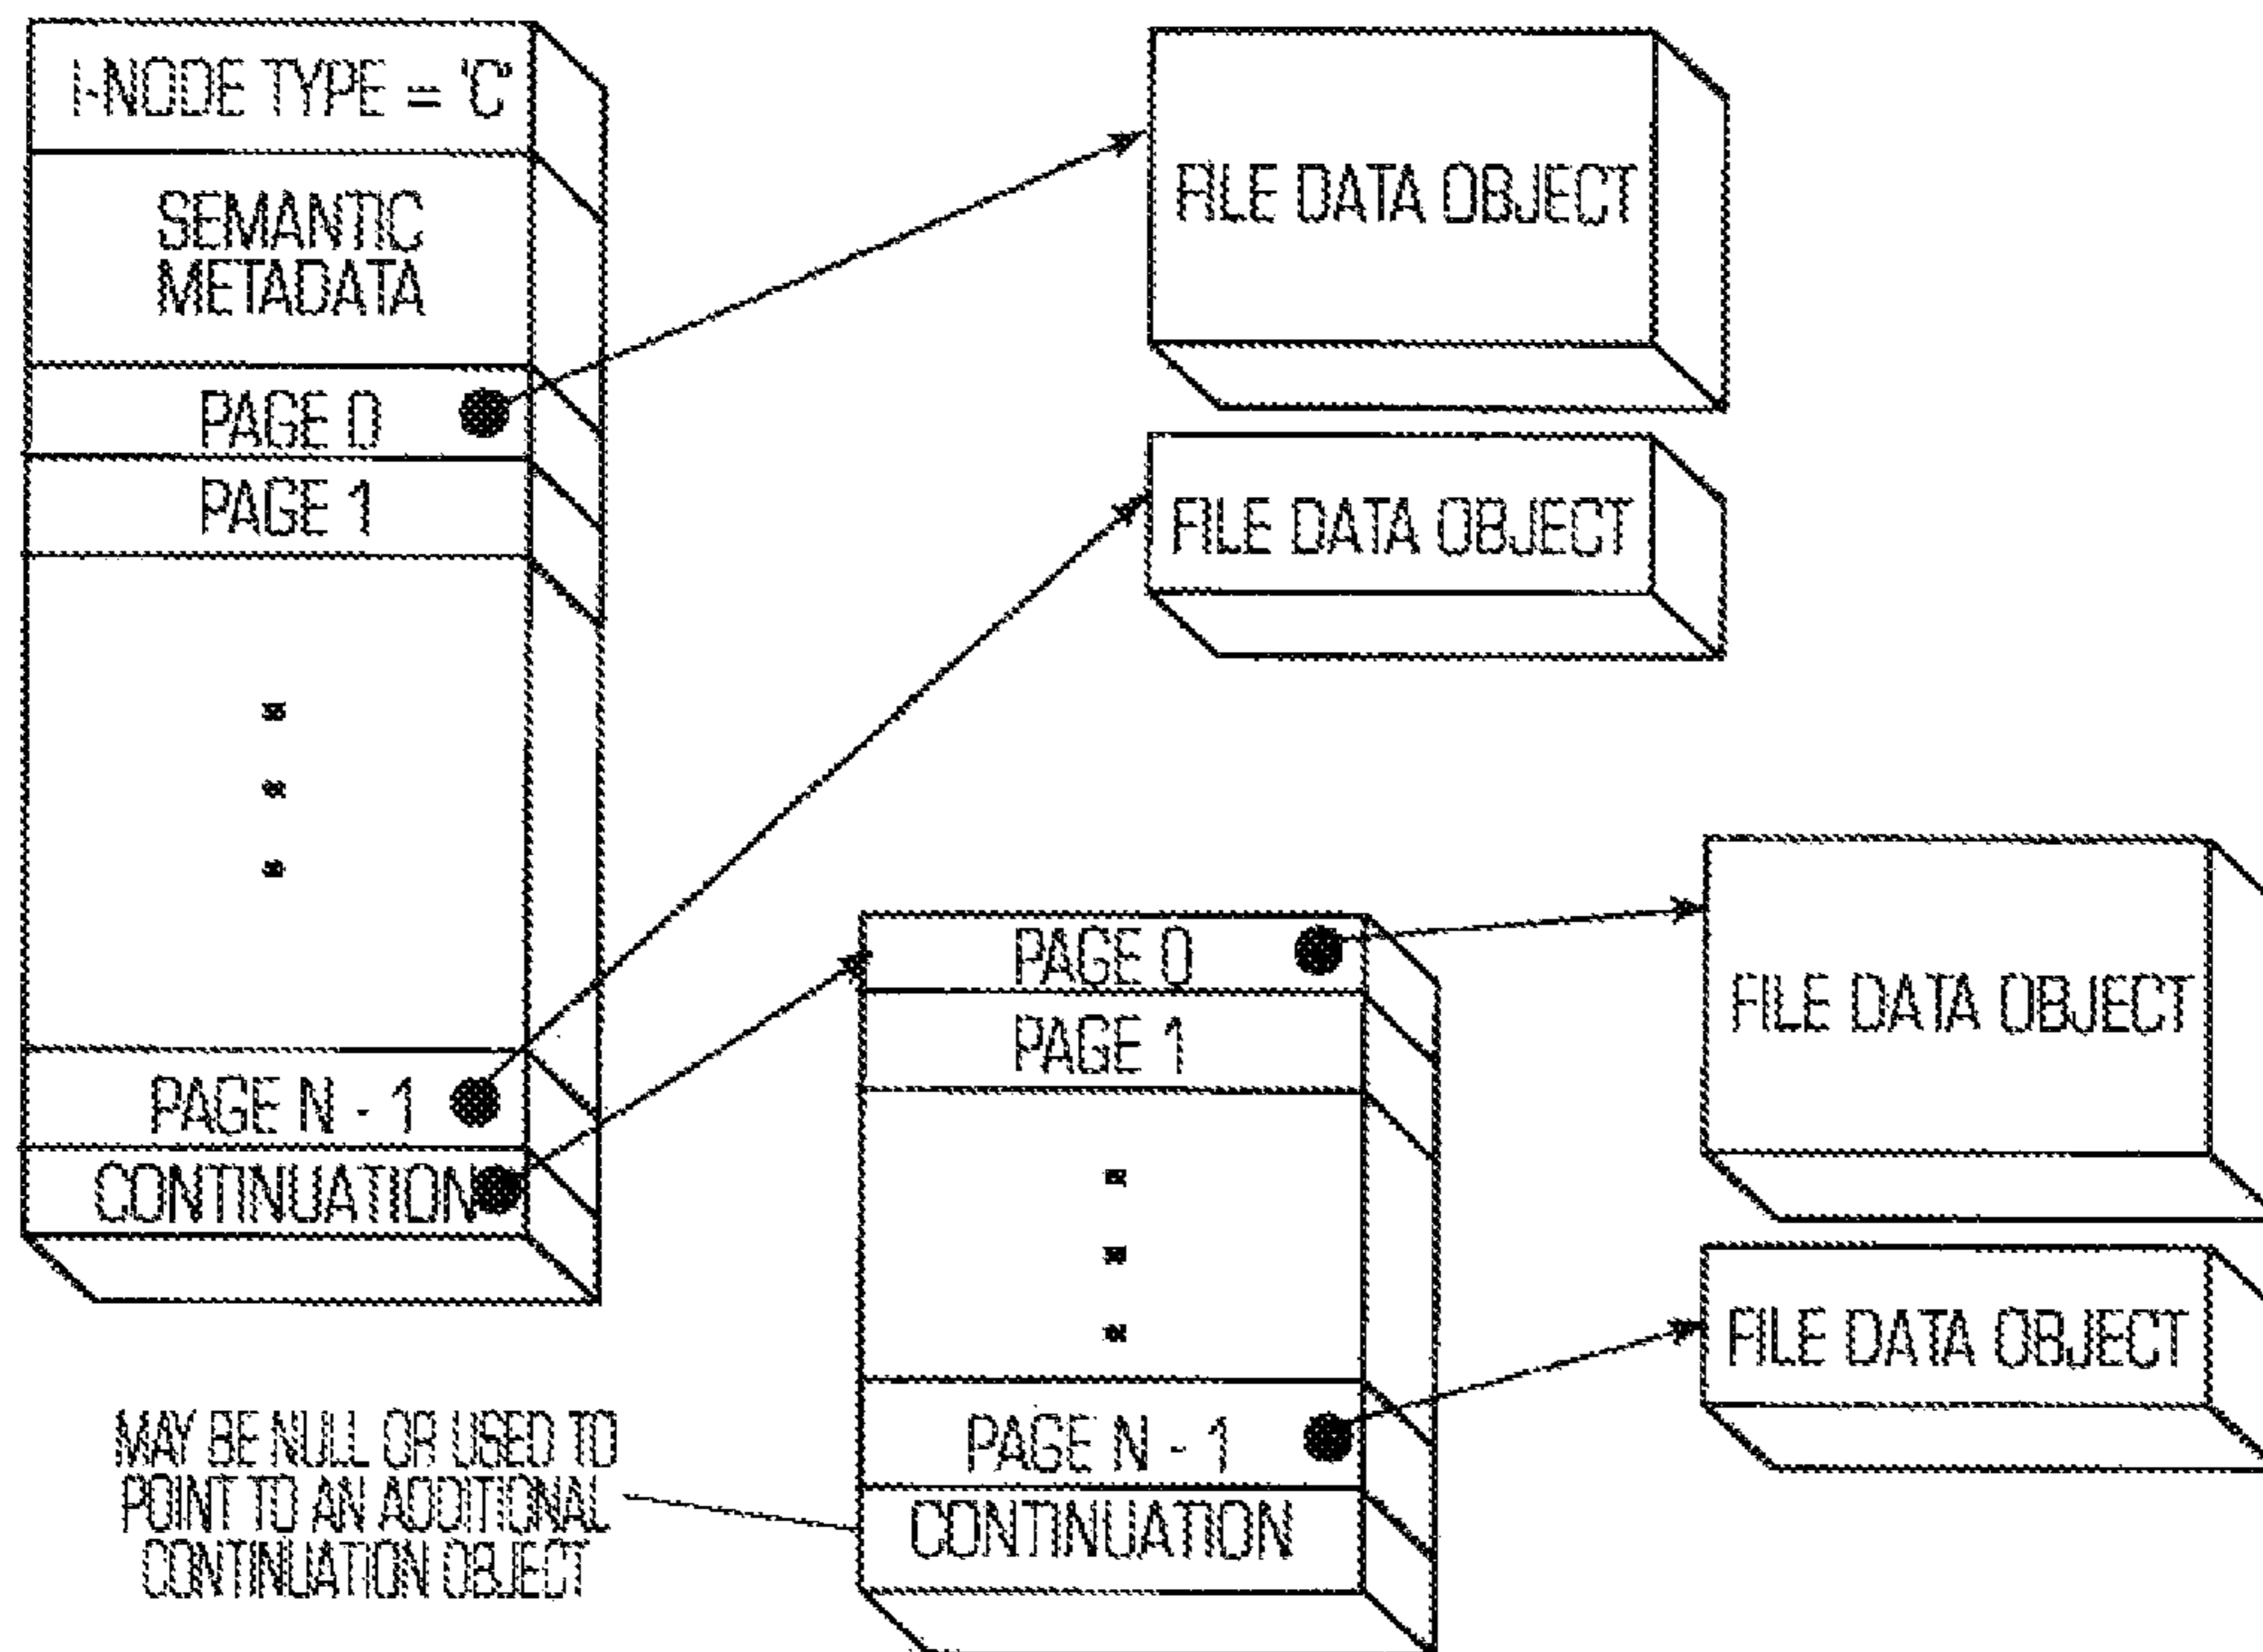 I-NODE TYPE = 'C'
SEMANTIC
METADATA
PAGE 0
PAGE 1
PAGE N - 1
CONTINUATION
FILE DATA OBJECT
FILE DATA OBJECT
PAGE 0
PAGE 1
PAGE N - 1
CONTINUATION
FILE DATA OBJECT
FILE DATA OBJECT
MAY BE NULL OR USED TO
POINT TO AN ADDITIONAL
CONTINUATION OBJECT